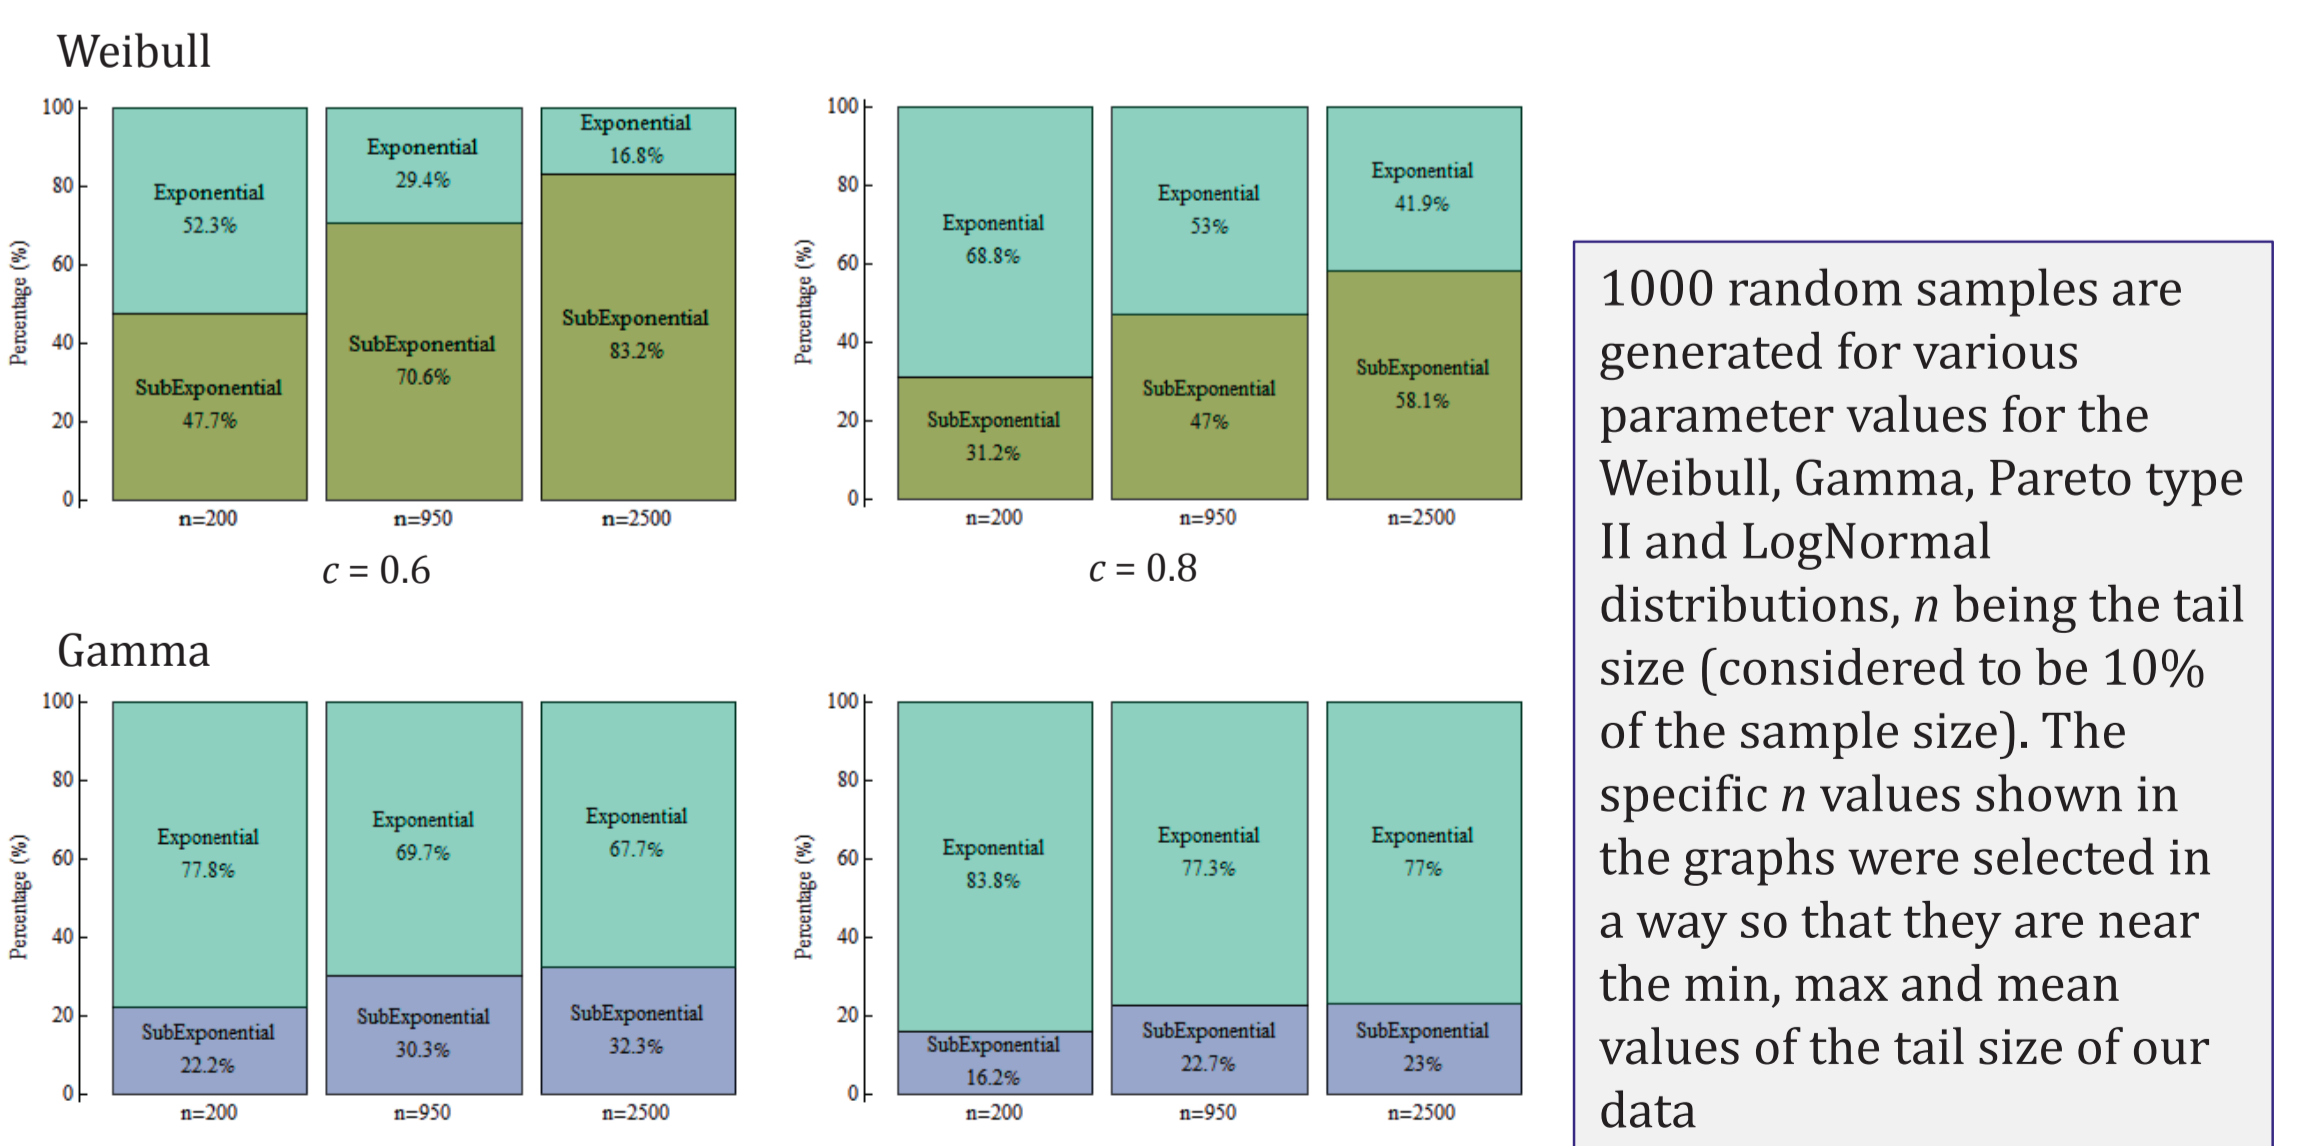 Weibull
Percentage (%)
100
80
60
40
20
0
Exponential
52.3%
SubExponential
47.7%
n=200
Exponential
29.4%
SubExponential
70.6%
n=950
Exponential
16.8%
SubExponential
83.2%
n=2500
c = 0.6
Percentage (%)
100
80
60
40
20
0
Exponential
68.8%
SubExponential
31.2%
n=200
Exponential
53%
SubExponential
47%
n=950
Exponential
41.9%
SubExponential
58.1%
n=2500
c = 0.8
Gamma
Percentage (%)
100
80
60
40
20
0
Exponential
77.8%
SubExponential
22.2%
n=200
Exponential
69.7%
SubExponential
30.3%
n=950
Exponential
67.7%
SubExponential
32.3%
n=2500
Percentage (%)
100
80
60
40
20
0
Exponential
83.8%
SubExponential
16.2%
n=200
Exponential
77.3%
SubExponential
22.7%
n=950
Exponential
77%
SubExponential
23%
n=2500
1000 random samples are
generated for various
parameter values for the
Weibull, Gamma, Pareto type
II and LogNormal
distributions, n being the tail
size (considered to be 10%
of the sample size). The
specific n values shown in
the graphs were selected in
a way so that they are near
the min, max and mean
values of the tail size of our
data